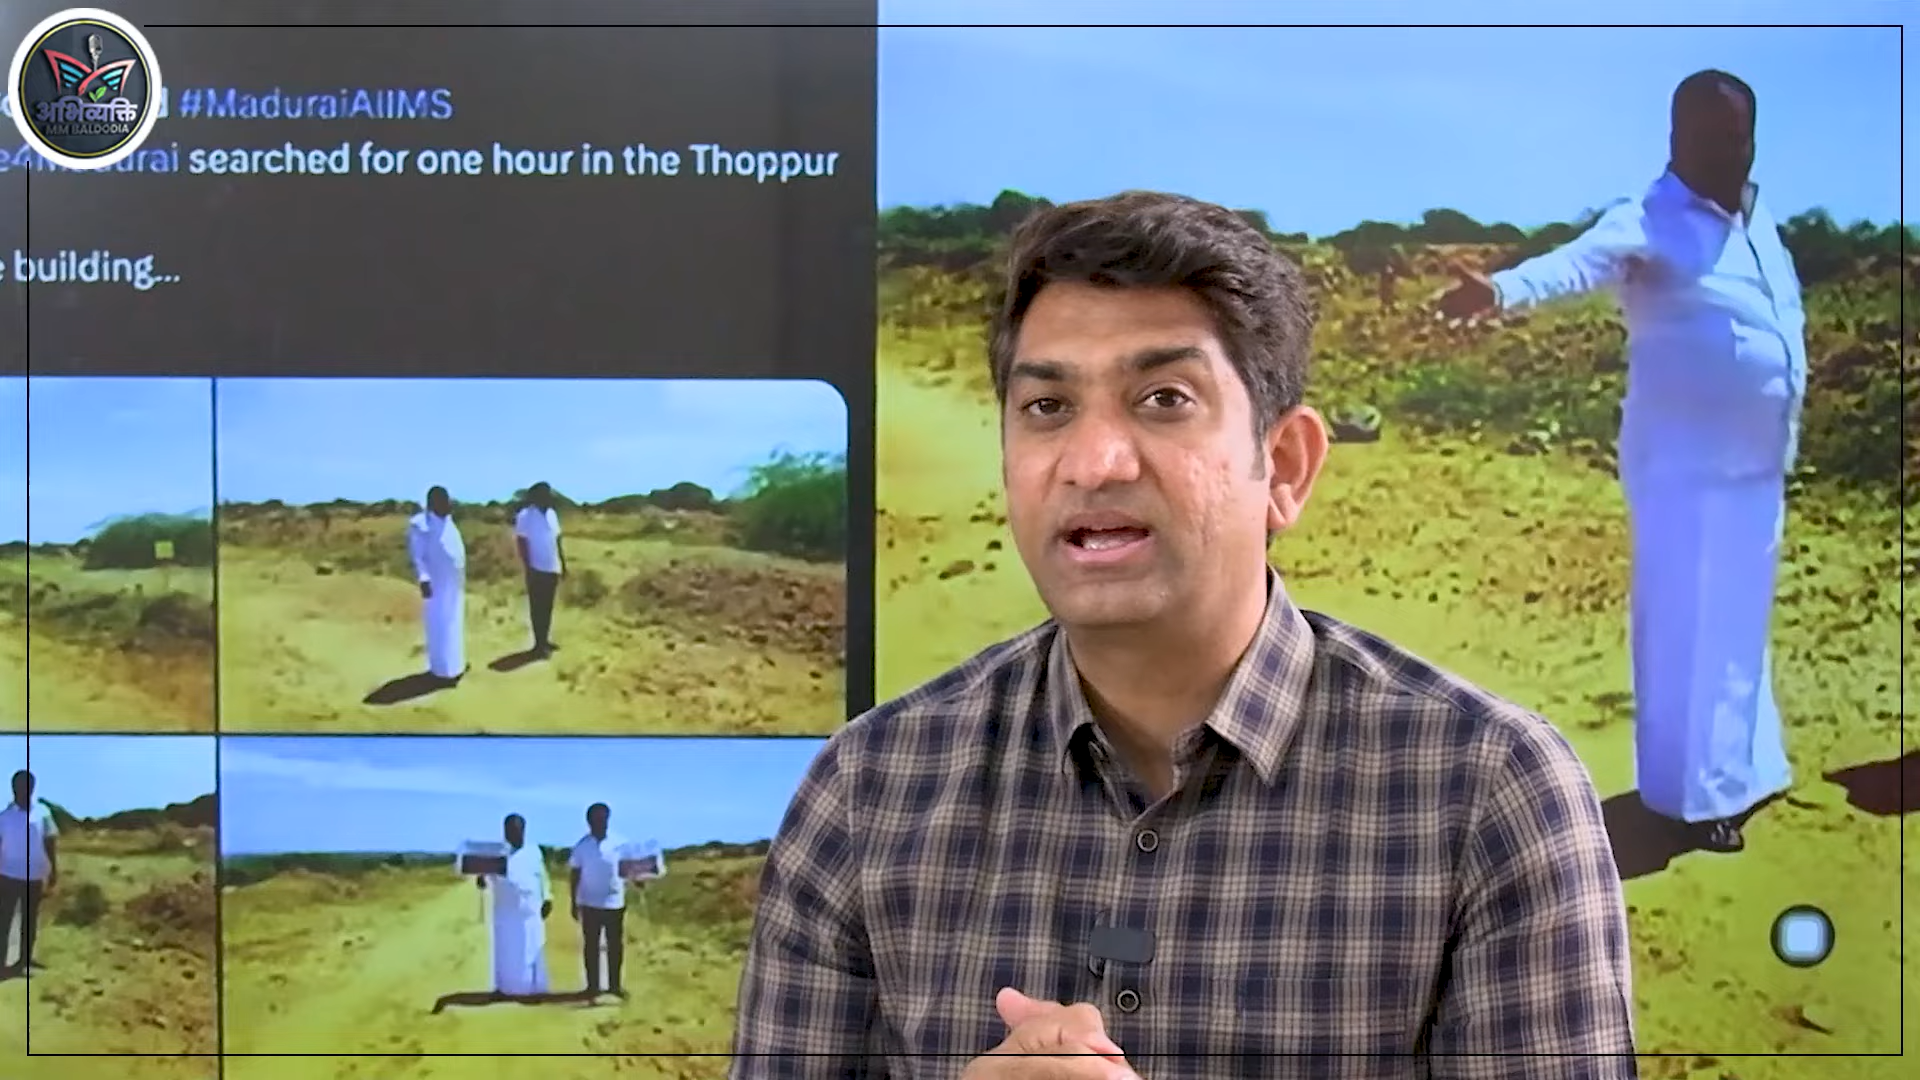 अभिव्यक्ति
MM BALDODIA
#MaduraiAIIMS
searched for one hour in the Thoppur
building...